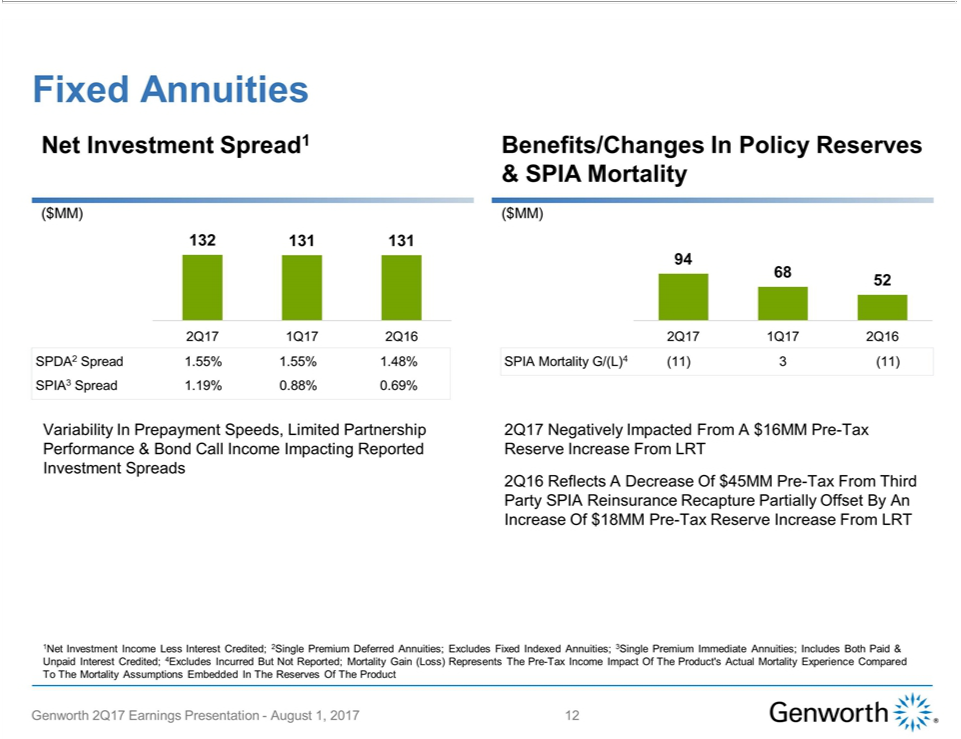 Fixed Annuities
Net Investment Spread¹
($MM)
132 131 131
2Q17 1Q17 2Q16
SPDA² Spread 1.55% 1.55% 1.48%
SPIA³ Spread 1.19% 0.88% 0.69%
Variability In Prepayment Speeds, Limited Partnership
Performance & Bond Call Income Impacting Reported
Investment Spreads
Benefits/Changes In Policy Reserves
& SPIA Mortality
($MM)
94 68 52
2Q17 1Q17 2Q16
SPIA Mortality G/(L)⁴ (11) 3 (11)
2Q17 Negatively Impacted From A $16MM Pre-Tax
Reserve Increase From LRT
2Q16 Reflects A Decrease Of $45MM Pre-Tax From Third
Party SPIA Reinsurance Recapture Partially Offset By An
Increase Of $18MM Pre-Tax Reserve Increase From LRT
¹Net Investment Income Less Interest Credited; ²Single Premium Deferred Annuities; Excludes Fixed Indexed Annuities; ³Single Premium Immediate Annuities; Includes Both Paid &
Unpaid Interest Credited; ⁴Excludes Incurred But Not Reported; Mortality Gain (Loss) Represents The Pre-Tax Income Impact Of The Product's Actual Mortality Experience Compared
To The Mortality Assumptions Embedded In The Reserves Of The Product
Genworth 2Q17 Earnings Presentation - August 1, 2017 12
Genworth®